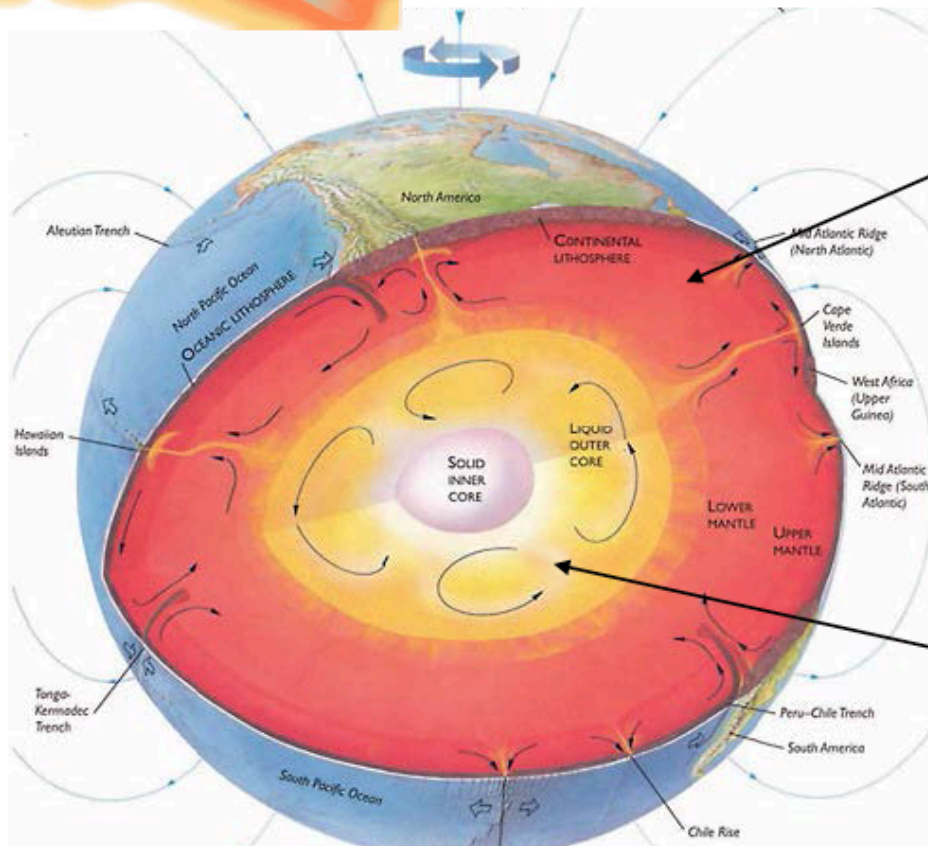 North America
Aleutian Trench
CONTINENTAL
LITHOSPHERE
Mid Atlantic Ridge
(North Atlantic)
North Pacific Ocean
OCEANIC LITHOSPHERE
Cape
Verde
Islands
West Africa
(Upper
Guinea)
Hawaiian
Islands
LIQUID
OUTER
CORE
SOLID
INNER
CORE
Mid Atlantic
Ridge (South
Atlantic)
LOWER
MANTLE
UPPER
MANTLE
Tonga-
Kermadec
Trench
Peru-Chile Trench
South America
South Pacific Ocean
Chile Rise